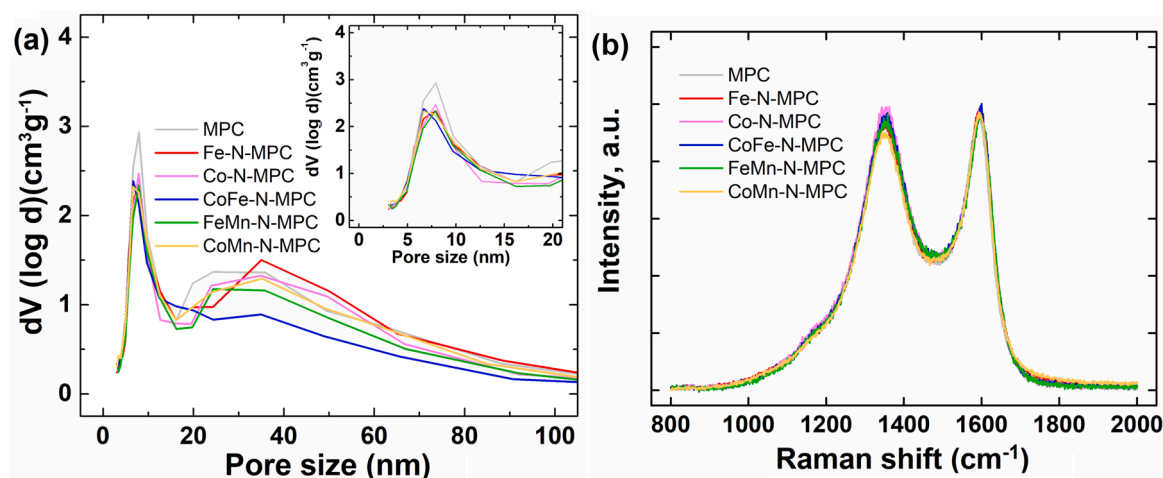 (a)
dV (log d)(cm³g⁻¹)
4
3
2
1
0
0
20
40
60
80
100
Pore size (nm)
MPC
Fe-N-MPC
Co-N-MPC
CoFe-N-MPC
FeMn-N-MPC
CoMn-N-MPC
dV (log d)(cm³g⁻¹)
4
3
2
1
0
0
5
10
15
20
Pore size (nm)
(b)
Intensity, a.u.
MPC
Fe-N-MPC
Co-N-MPC
CoFe-N-MPC
FeMn-N-MPC
CoMn-N-MPC
800
1000
1200
1400
1600
1800
2000
Raman shift (cm⁻¹)